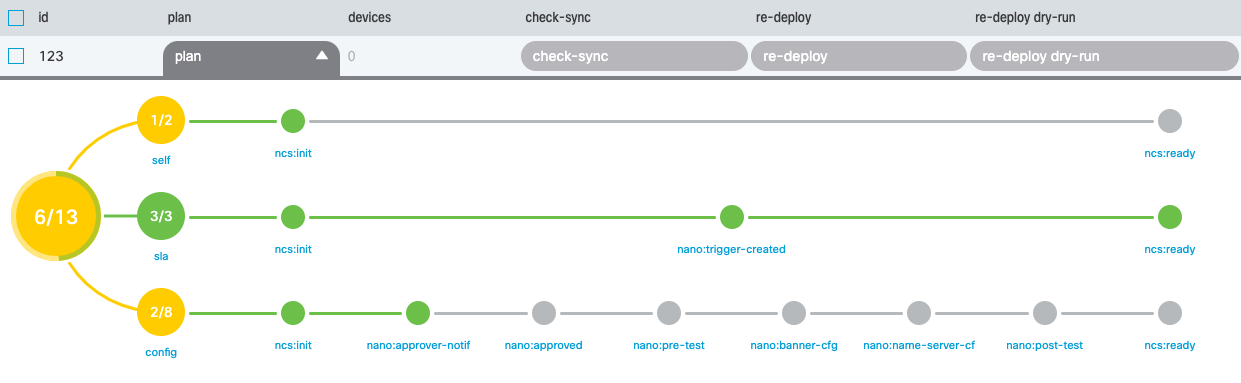 id plan devices check-sync re-deploy re-deploy dry-run
123 plan 0 check-sync re-deploy re-deploy dry-run
1/2
self ncs:init ncs:ready
6/13
3/3
sla ncs:init nano:trigger-created ncs:ready
2/8
config ncs:init nano:approver-notif nano:approved nano:pre-test nano:banner-cfg nano:name-server-cf nano:post-test ncs:ready